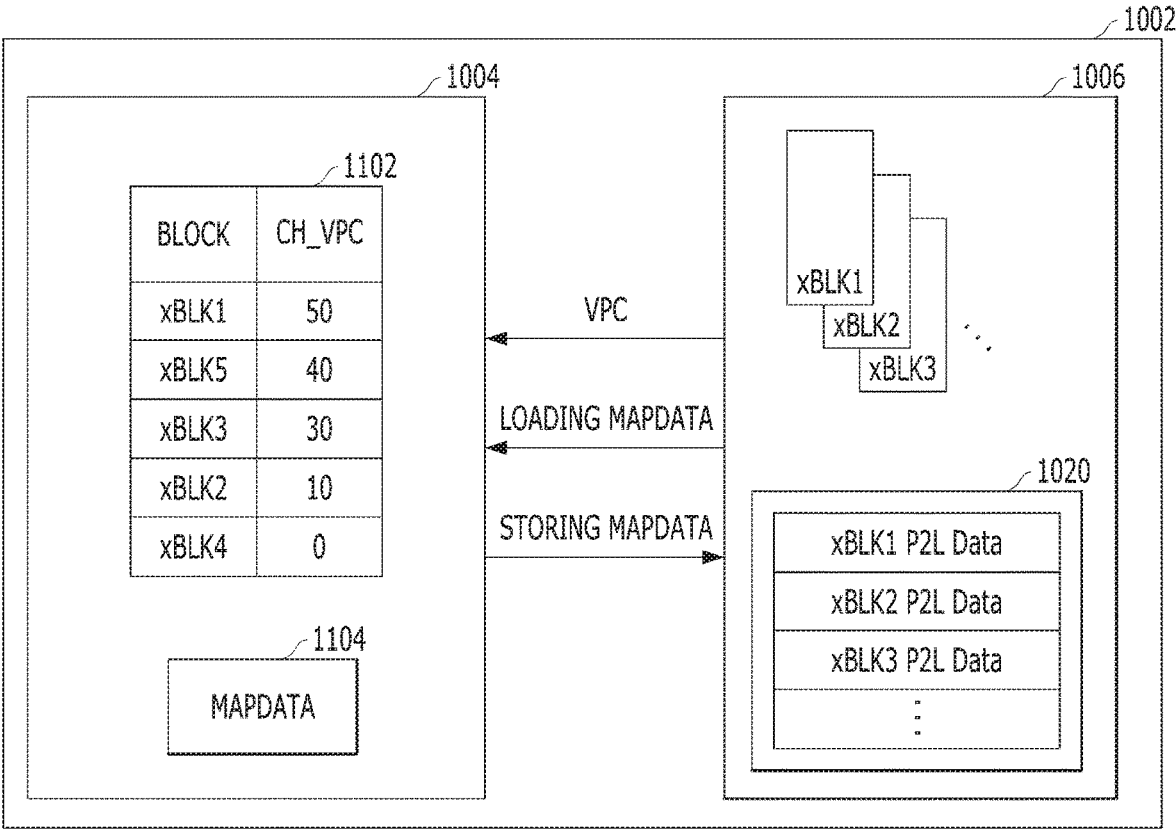 1002
1004
1006
1102
BLOCK CH_VPC
xBLK1 50
xBLK5 40
xBLK3 30
xBLK2 10
xBLK4 0
1104
MAPDATA
VPC
LOADING MAPDATA
STORING MAPDATA
xBLK1
xBLK2
xBLK3
1020
xBLK1 P2L Data
xBLK2 P2L Data
xBLK3 P2L Data